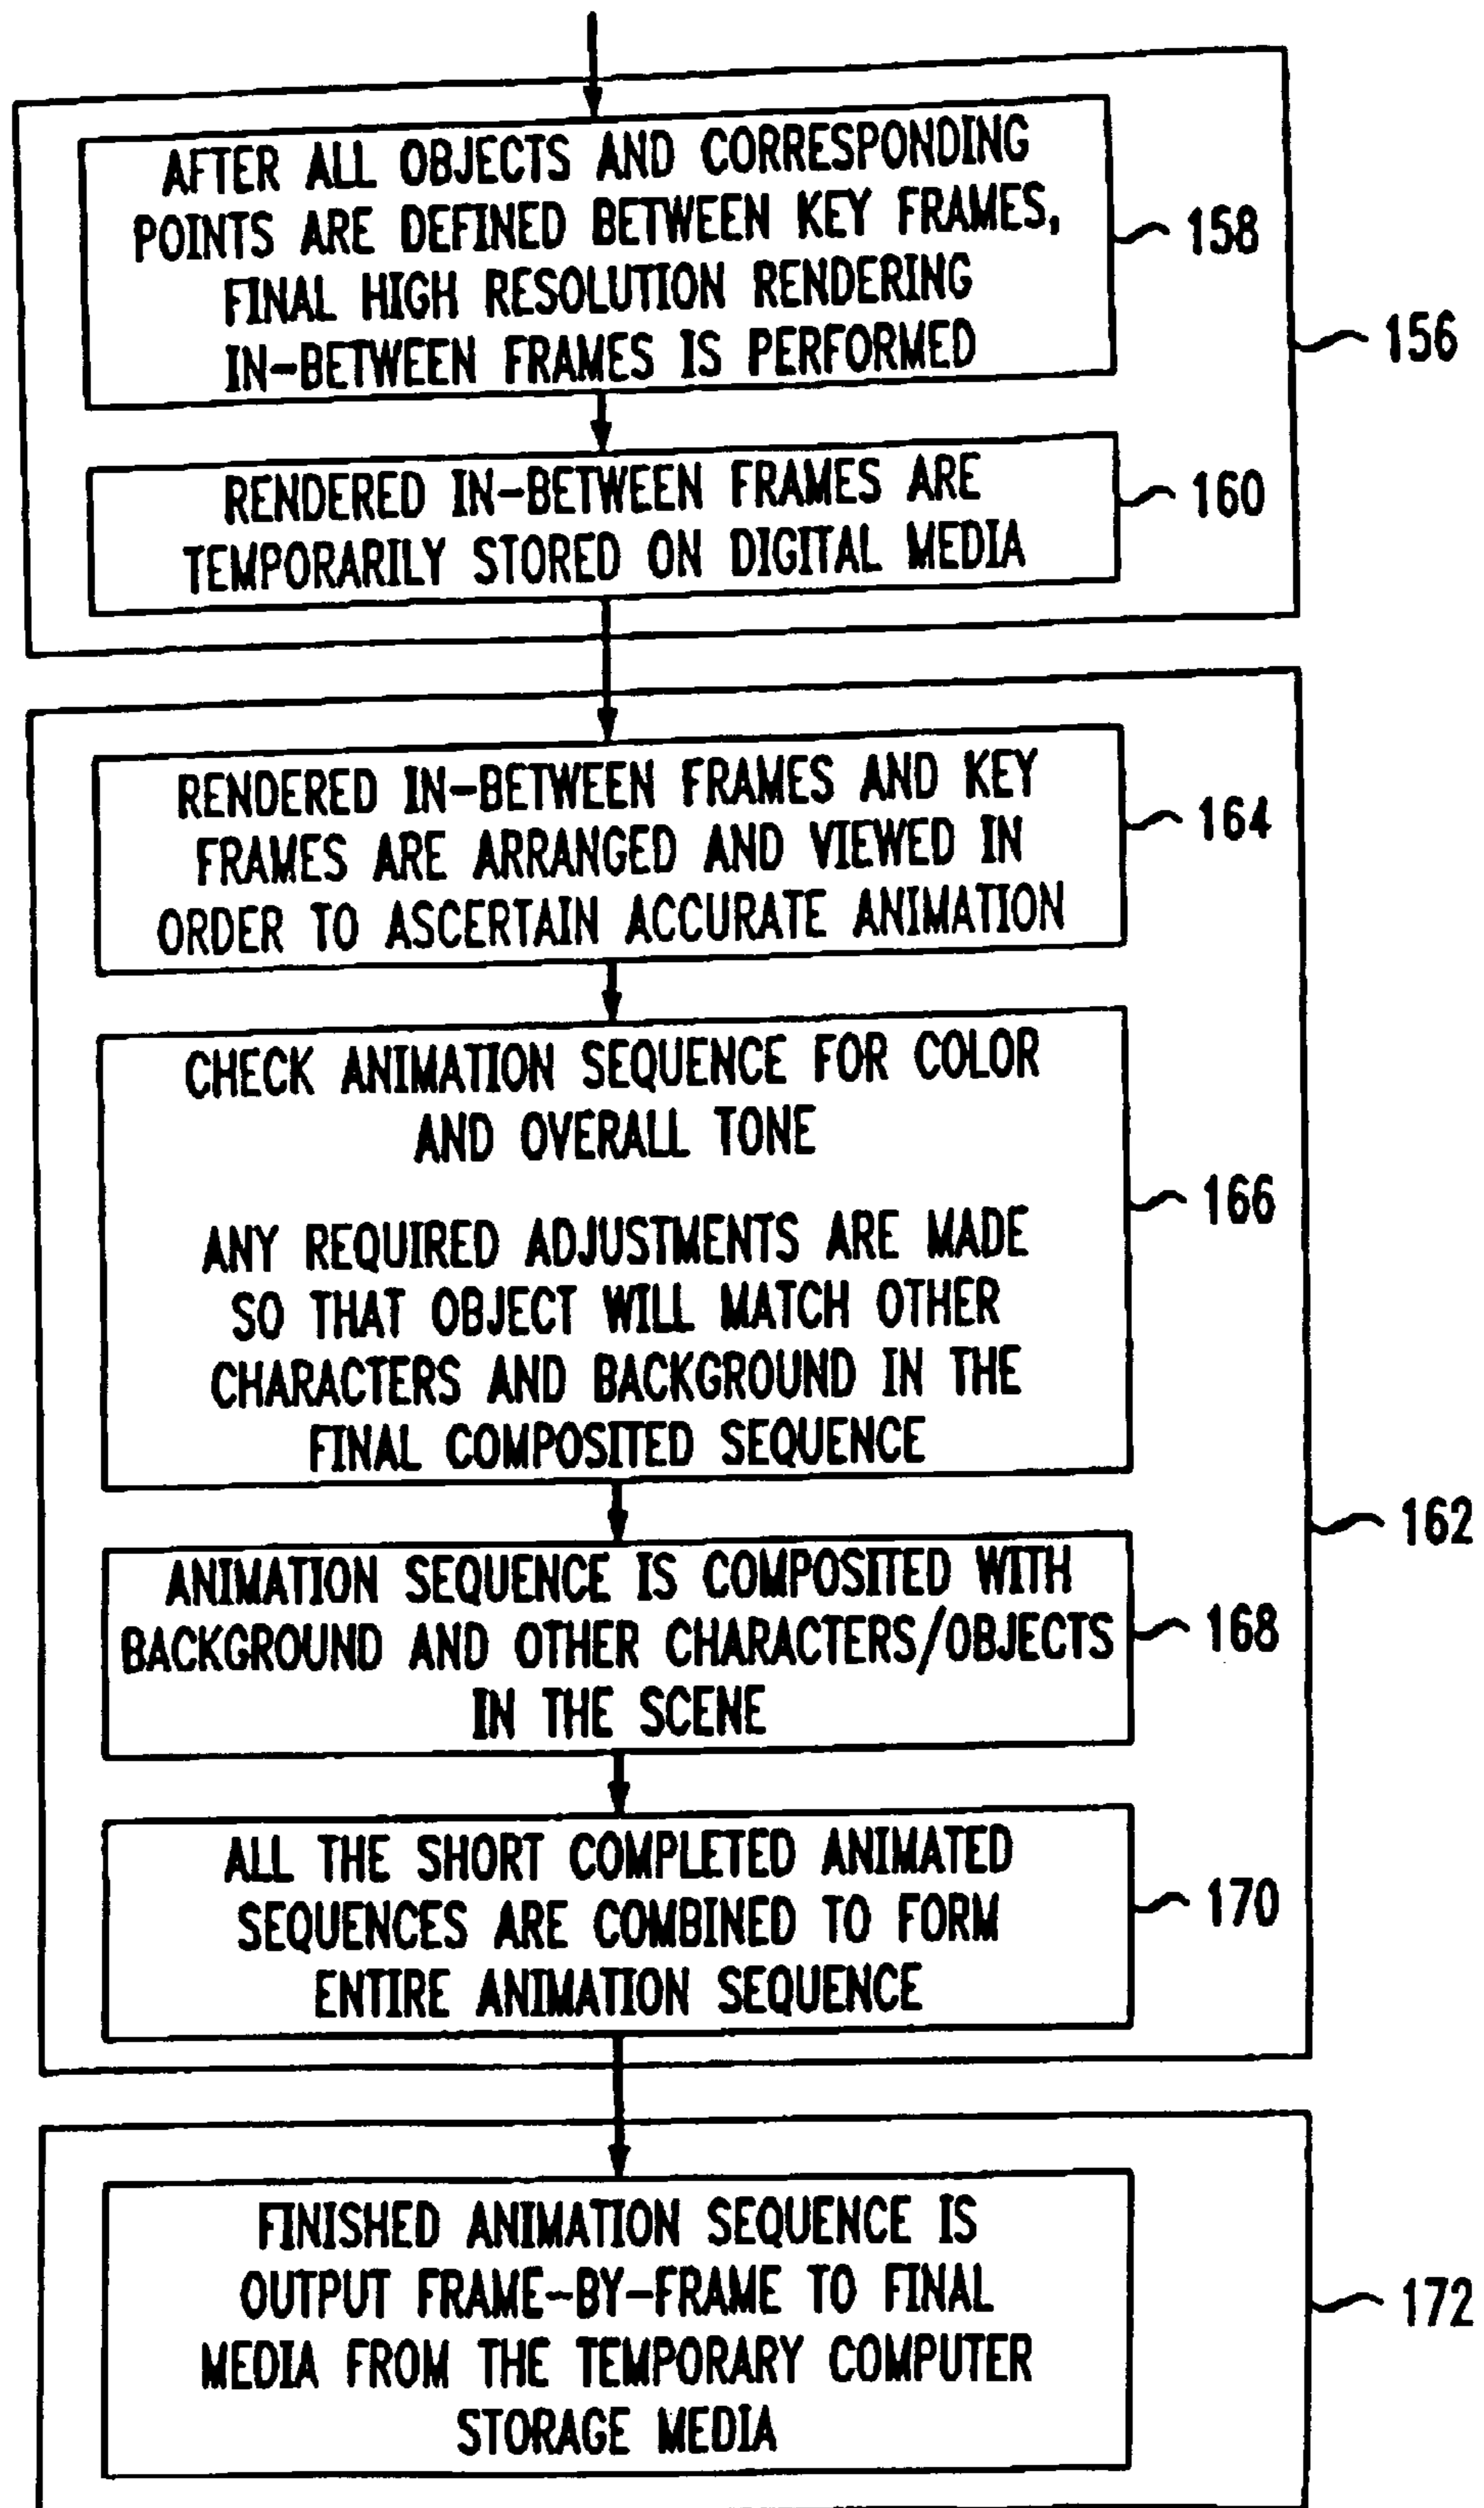 AFTER ALL OBJECTS AND CORRESPONDING
POINTS ARE DEFINED BETWEEN KEY FRAMES,
FINAL HIGH RESOLUTION RENDERING
IN-BETWEEN FRAMES IS PERFORMED
158
156
RENDERED IN-BETWEEN FRAMES ARE
TEMPORARILY STORED ON DIGITAL MEDIA
160
RENDERED IN-BETWEEN FRAMES AND KEY
FRAMES ARE ARRANGED AND VIEWED IN
ORDER TO ASCERTAIN ACCURATE ANIMATION
164
CHECK ANIMATION SEQUENCE FOR COLOR
AND OVERALL TONE
ANY REQUIRED ADJUSTMENTS ARE MADE
SO THAT OBJECT WILL MATCH OTHER
CHARACTERS AND BACKGROUND IN THE
FINAL COMPOSITED SEQUENCE
166
162
ANIMATION SEQUENCE IS COMPOSITED WITH
BACKGROUND AND OTHER CHARACTERS/OBJECTS
IN THE SCENE
168
ALL THE SHORT COMPLETED ANIMATED
SEQUENCES ARE COMBINED TO FORM
ENTIRE ANIMATION SEQUENCE
170
FINISHED ANIMATION SEQUENCE IS
OUTPUT FRAME-BY-FRAME TO FINAL
MEDIA FROM THE TEMPORARY COMPUTER
STORAGE MEDIA
172